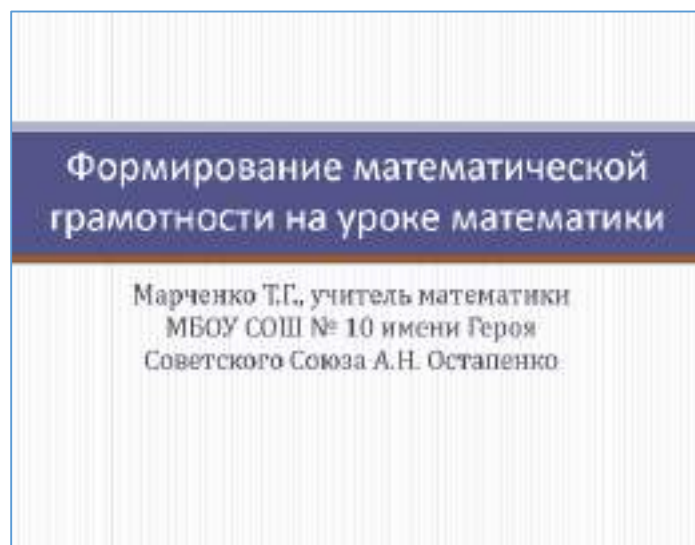 Формирование математической
грамотности на уроке математики
Марченко Т.Г., учитель математики
МБОУ СОШ № 10 имени Героя
Советского Союза А.Н. Остапенко